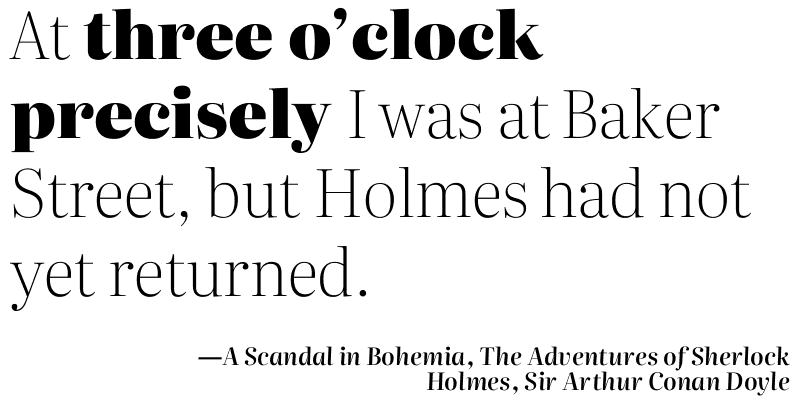 At three o’clock
precisely I was at Baker
Street, but Holmes had not
yet returned.
—A Scandal in Bohemia, The Adventures of Sherlock
Holmes, Sir Arthur Conan Doyle